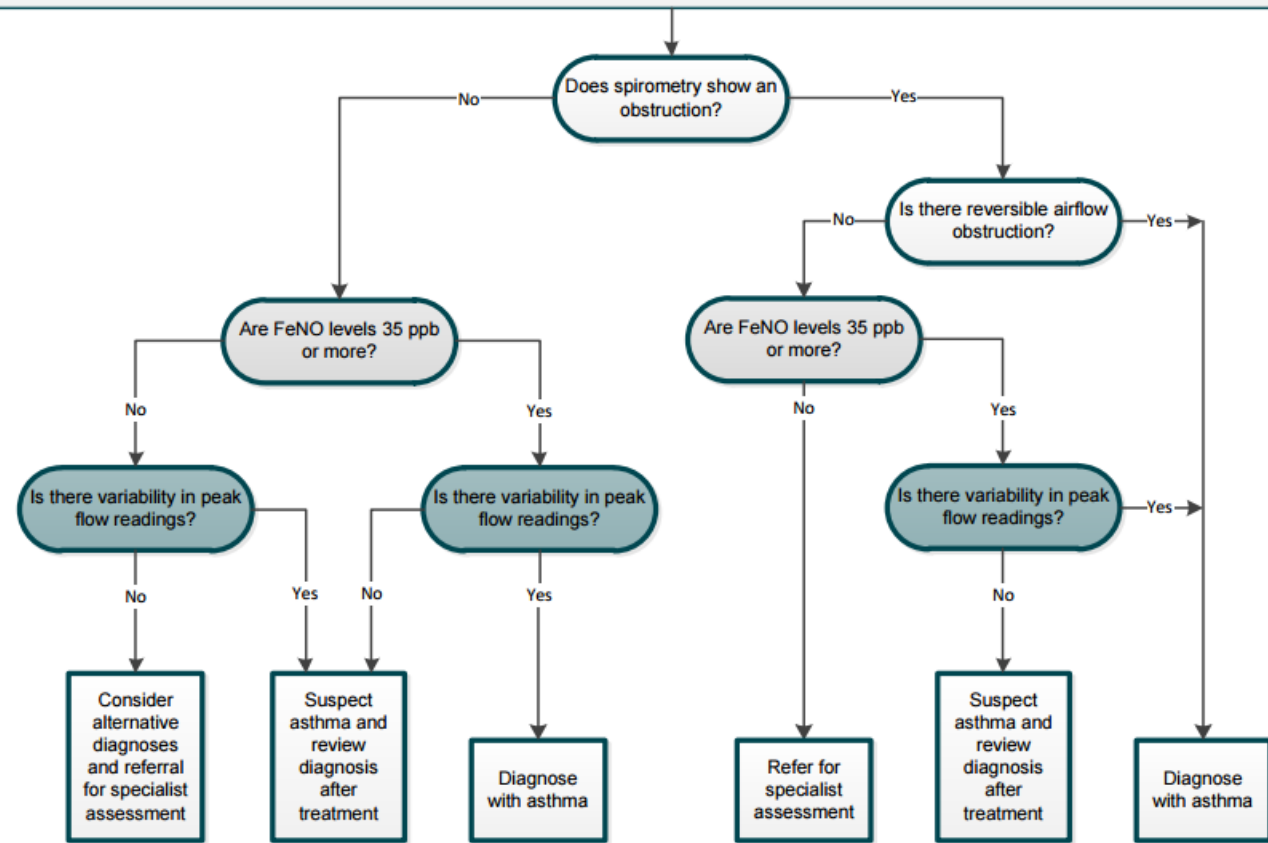 Does spirometry show an
obstruction?
No
Yes
Is there reversible airflow
obstruction?
No
Yes
Are FeNO levels 35 ppb
or more?
Are FeNO levels 35 ppb
or more?
No
Yes
No
Yes
Is there variability in peak
flow readings?
Is there variability in peak
flow readings?
Is there variability in peak
flow readings?
Yes
No
Yes
No
Yes
No
Consider
alternative
diagnoses
and referral
for specialist
assessment
Suspect
asthma and
review
diagnosis
after
treatment
Diagnose
with asthma
Refer for
specialist
assessment
Suspect
asthma and
review
diagnosis
after
treatment
Diagnose
with asthma